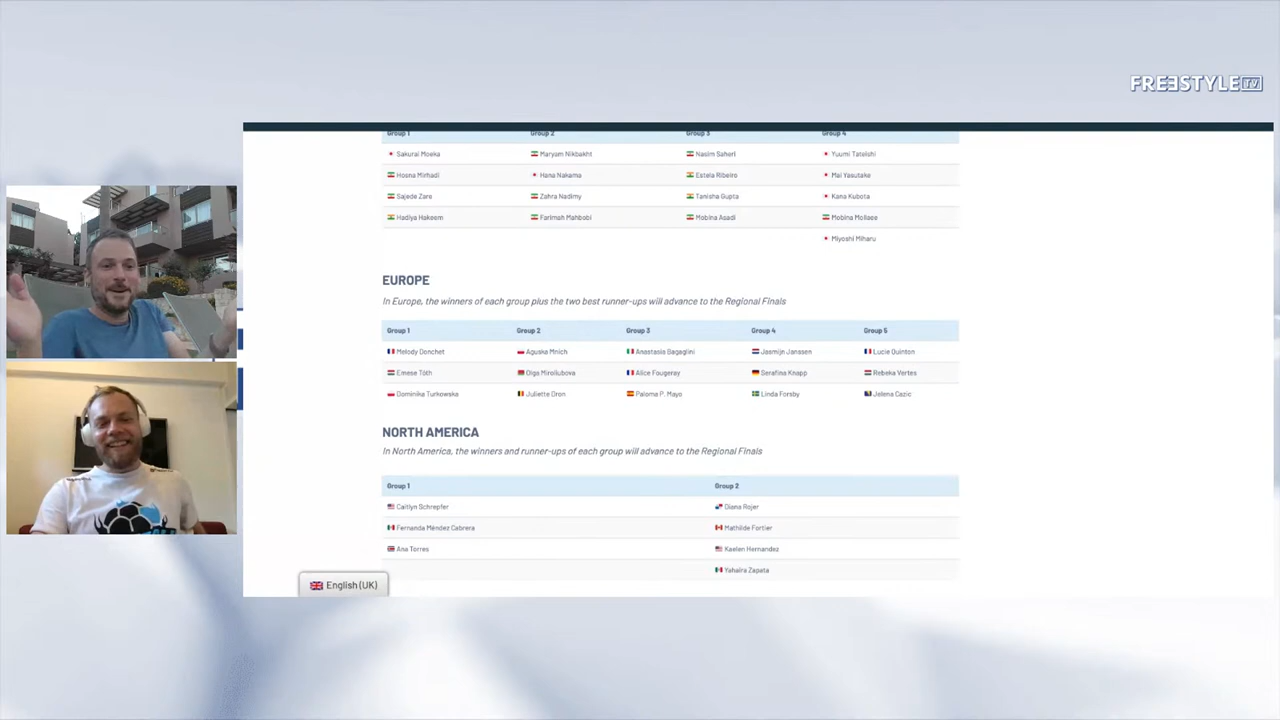 FREESTYLE TV
Group 1 Group 2 Group 3 Group 4
Sakurai Moeka Maryam Nikbakht Nasim Saheri Yuumi Tateishi
Hosna Mirhadi Hana Nakama Estela Ribeiro Mai Yasutake
Sajede Zare Zahra Nadimy Tanisha Gupta Kana Kubota
Hadiya Hakeem Farimah Mahbobi Mobina Asadi Mobina Mollaee
Miyoshi Miharu
EUROPE
In Europe, the winners of each group plus the two best runner-ups will advance to the Regional Finals
Group 1 Group 2 Group 3 Group 4 Group 5
Melody Donchet Aguska Mnich Anastasia Bagaglini Jasmijn Janssen Lucie Quinton
Emese Tóth Olga Miroliubova Alice Fougeray Serafina Knapp Rebeka Vertes
Dominika Turkowska Juliette Oron Paloma P. Mayo Linda Forsby Jelena Cazic
NORTH AMERICA
In North America, the winners and runner-ups of each group will advance to the Regional Finals
Group 1 Group 2
Caitlyn Schrepfer Diana Rojer
Fernanda Méndez Cabrera Mathilde Fortier
Ana Torres Kaelen Hernandez
Yahaira Zapata
English (UK)